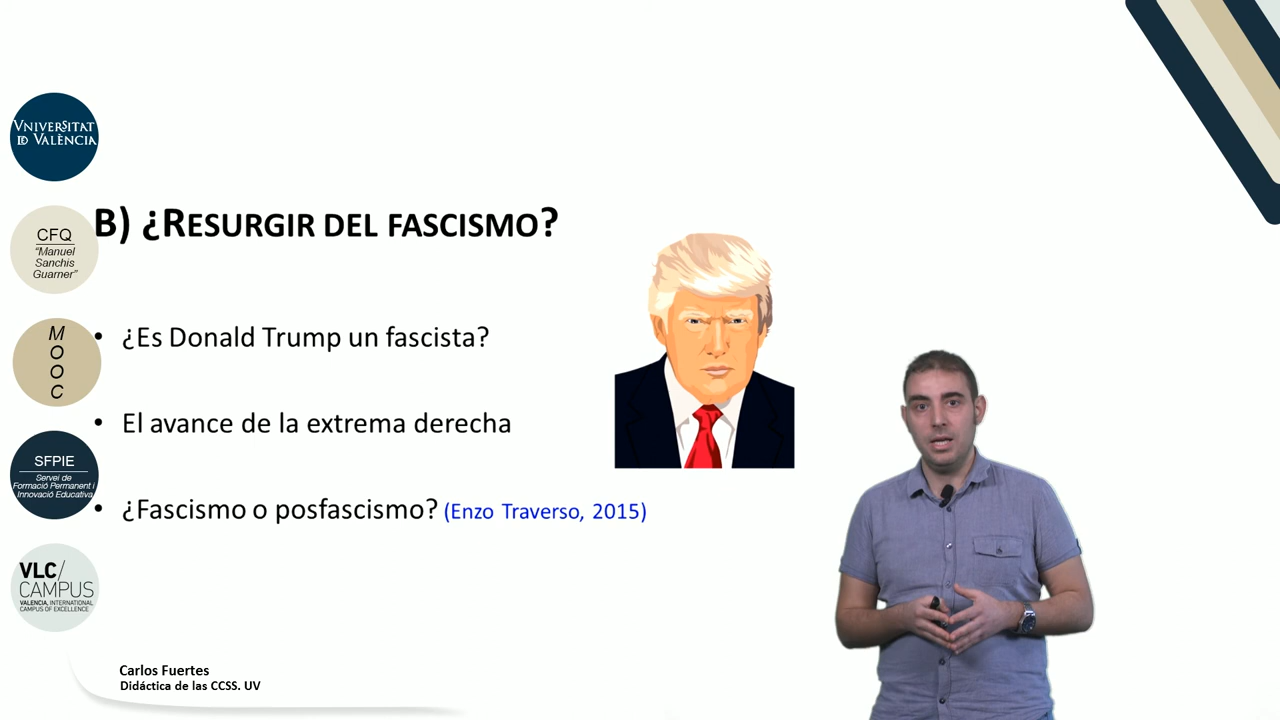 VNIVERSITAT
ID VALÈNCIA
CFQ
“Manuel
Sanchis
Guarner”
M
O
O
C
SFPIE
Servei de
Formació Permanent i
Innovació Educativa
VLC/
CAMPUS
VALENCIA, INTERNATIONAL
CAMPUS OF EXCELLENCE
B) ¿RESURGIR DEL FASCISMO?
• ¿Es Donald Trump un fascista?
• El avance de la extrema derecha
• ¿Fascismo o posfascismo? (Enzo Traverso, 2015)
Carlos Fuertes
Didáctica de las CCSS. UV